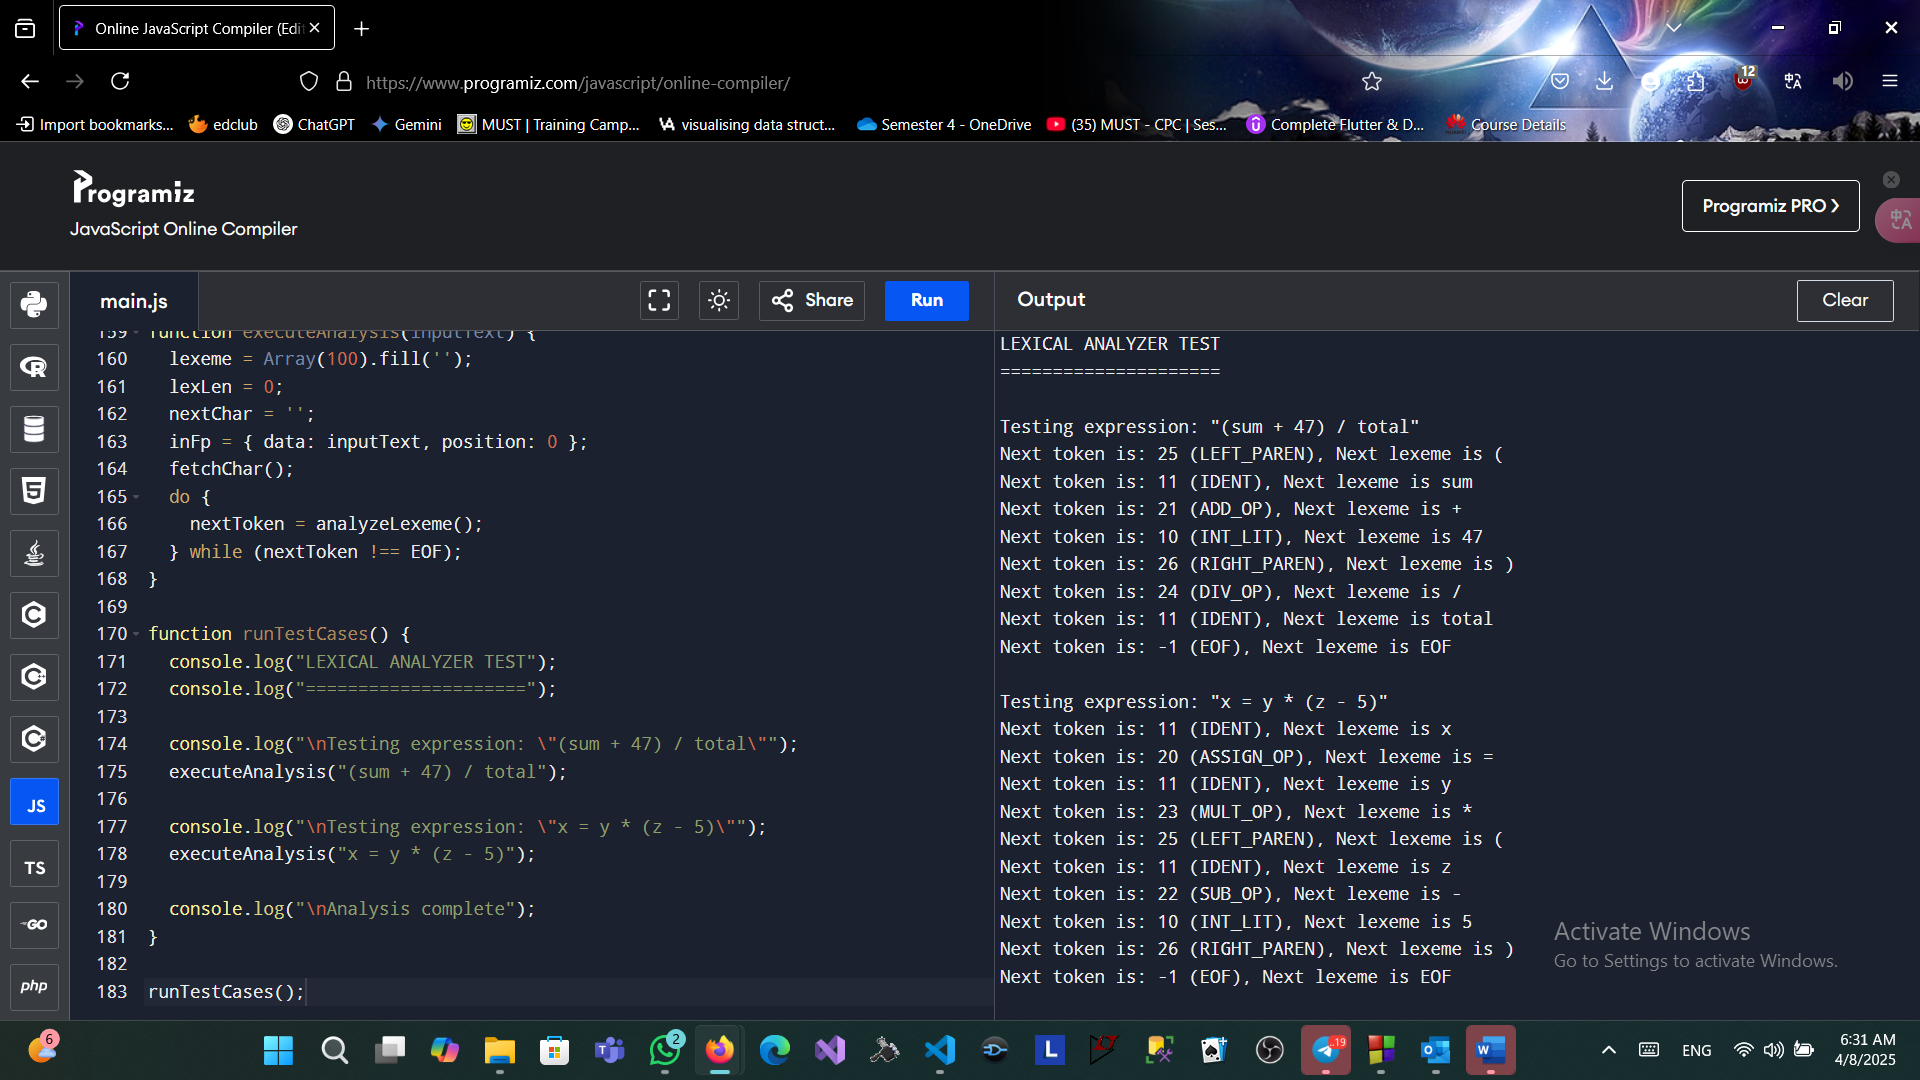 Online JavaScript Compiler (Edi
https://www.programiz.com/javascript/online-compiler/
12
Import bookmarks...
edclub
ChatGPT
Gemini
MUST | Training Camp...
visualising data struct...
Semester 4 - OneDrive
(35) MUST - CPC | Ses...
Complete Flutter & D...
Course Details
Programiz
JavaScript Online Compiler
Programiz PRO ❯
main.js
Share
Run
Output
Clear
159 function executeAnalysis(inputText) {
160 lexeme = Array(100).fill('');
161 lexLen = 0;
162 nextChar = '';
163 inFp = { data: inputText, position: 0 };
164 fetchChar();
165 do {
166 nextToken = analyzeLexeme();
167 } while (nextToken !== EOF);
168 }
169
170 function runTestCases() {
171 console.log("LEXICAL ANALYZER TEST");
172 console.log("=====================");
173
174 console.log("\nTesting expression: \"(sum + 47) / total\"");
175 executeAnalysis("(sum + 47) / total");
176
177 console.log("\nTesting expression: \"x = y * (z - 5)\"");
178 executeAnalysis("x = y * (z - 5)");
179
180 console.log("\nAnalysis complete");
181 }
182
183 runTestCases();
LEXICAL ANALYZER TEST
=====================
Testing expression: "(sum + 47) / total"
Next token is: 25 (LEFT_PAREN), Next lexeme is (
Next token is: 11 (IDENT), Next lexeme is sum
Next token is: 21 (ADD_OP), Next lexeme is +
Next token is: 10 (INT_LIT), Next lexeme is 47
Next token is: 26 (RIGHT_PAREN), Next lexeme is )
Next token is: 24 (DIV_OP), Next lexeme is /
Next token is: 11 (IDENT), Next lexeme is total
Next token is: -1 (EOF), Next lexeme is EOF
Testing expression: "x = y * (z - 5)"
Next token is: 11 (IDENT), Next lexeme is x
Next token is: 20 (ASSIGN_OP), Next lexeme is =
Next token is: 11 (IDENT), Next lexeme is y
Next token is: 23 (MULT_OP), Next lexeme is *
Next token is: 25 (LEFT_PAREN), Next lexeme is (
Next token is: 11 (IDENT), Next lexeme is z
Next token is: 22 (SUB_OP), Next lexeme is -
Next token is: 10 (INT_LIT), Next lexeme is 5
Next token is: 26 (RIGHT_PAREN), Next lexeme is )
Next token is: -1 (EOF), Next lexeme is EOF
JS
TS
GO
php
Activate Windows
Go to Settings to activate Windows.
6
2
L
..19
W
ENG
6:31 AM
4/8/2025